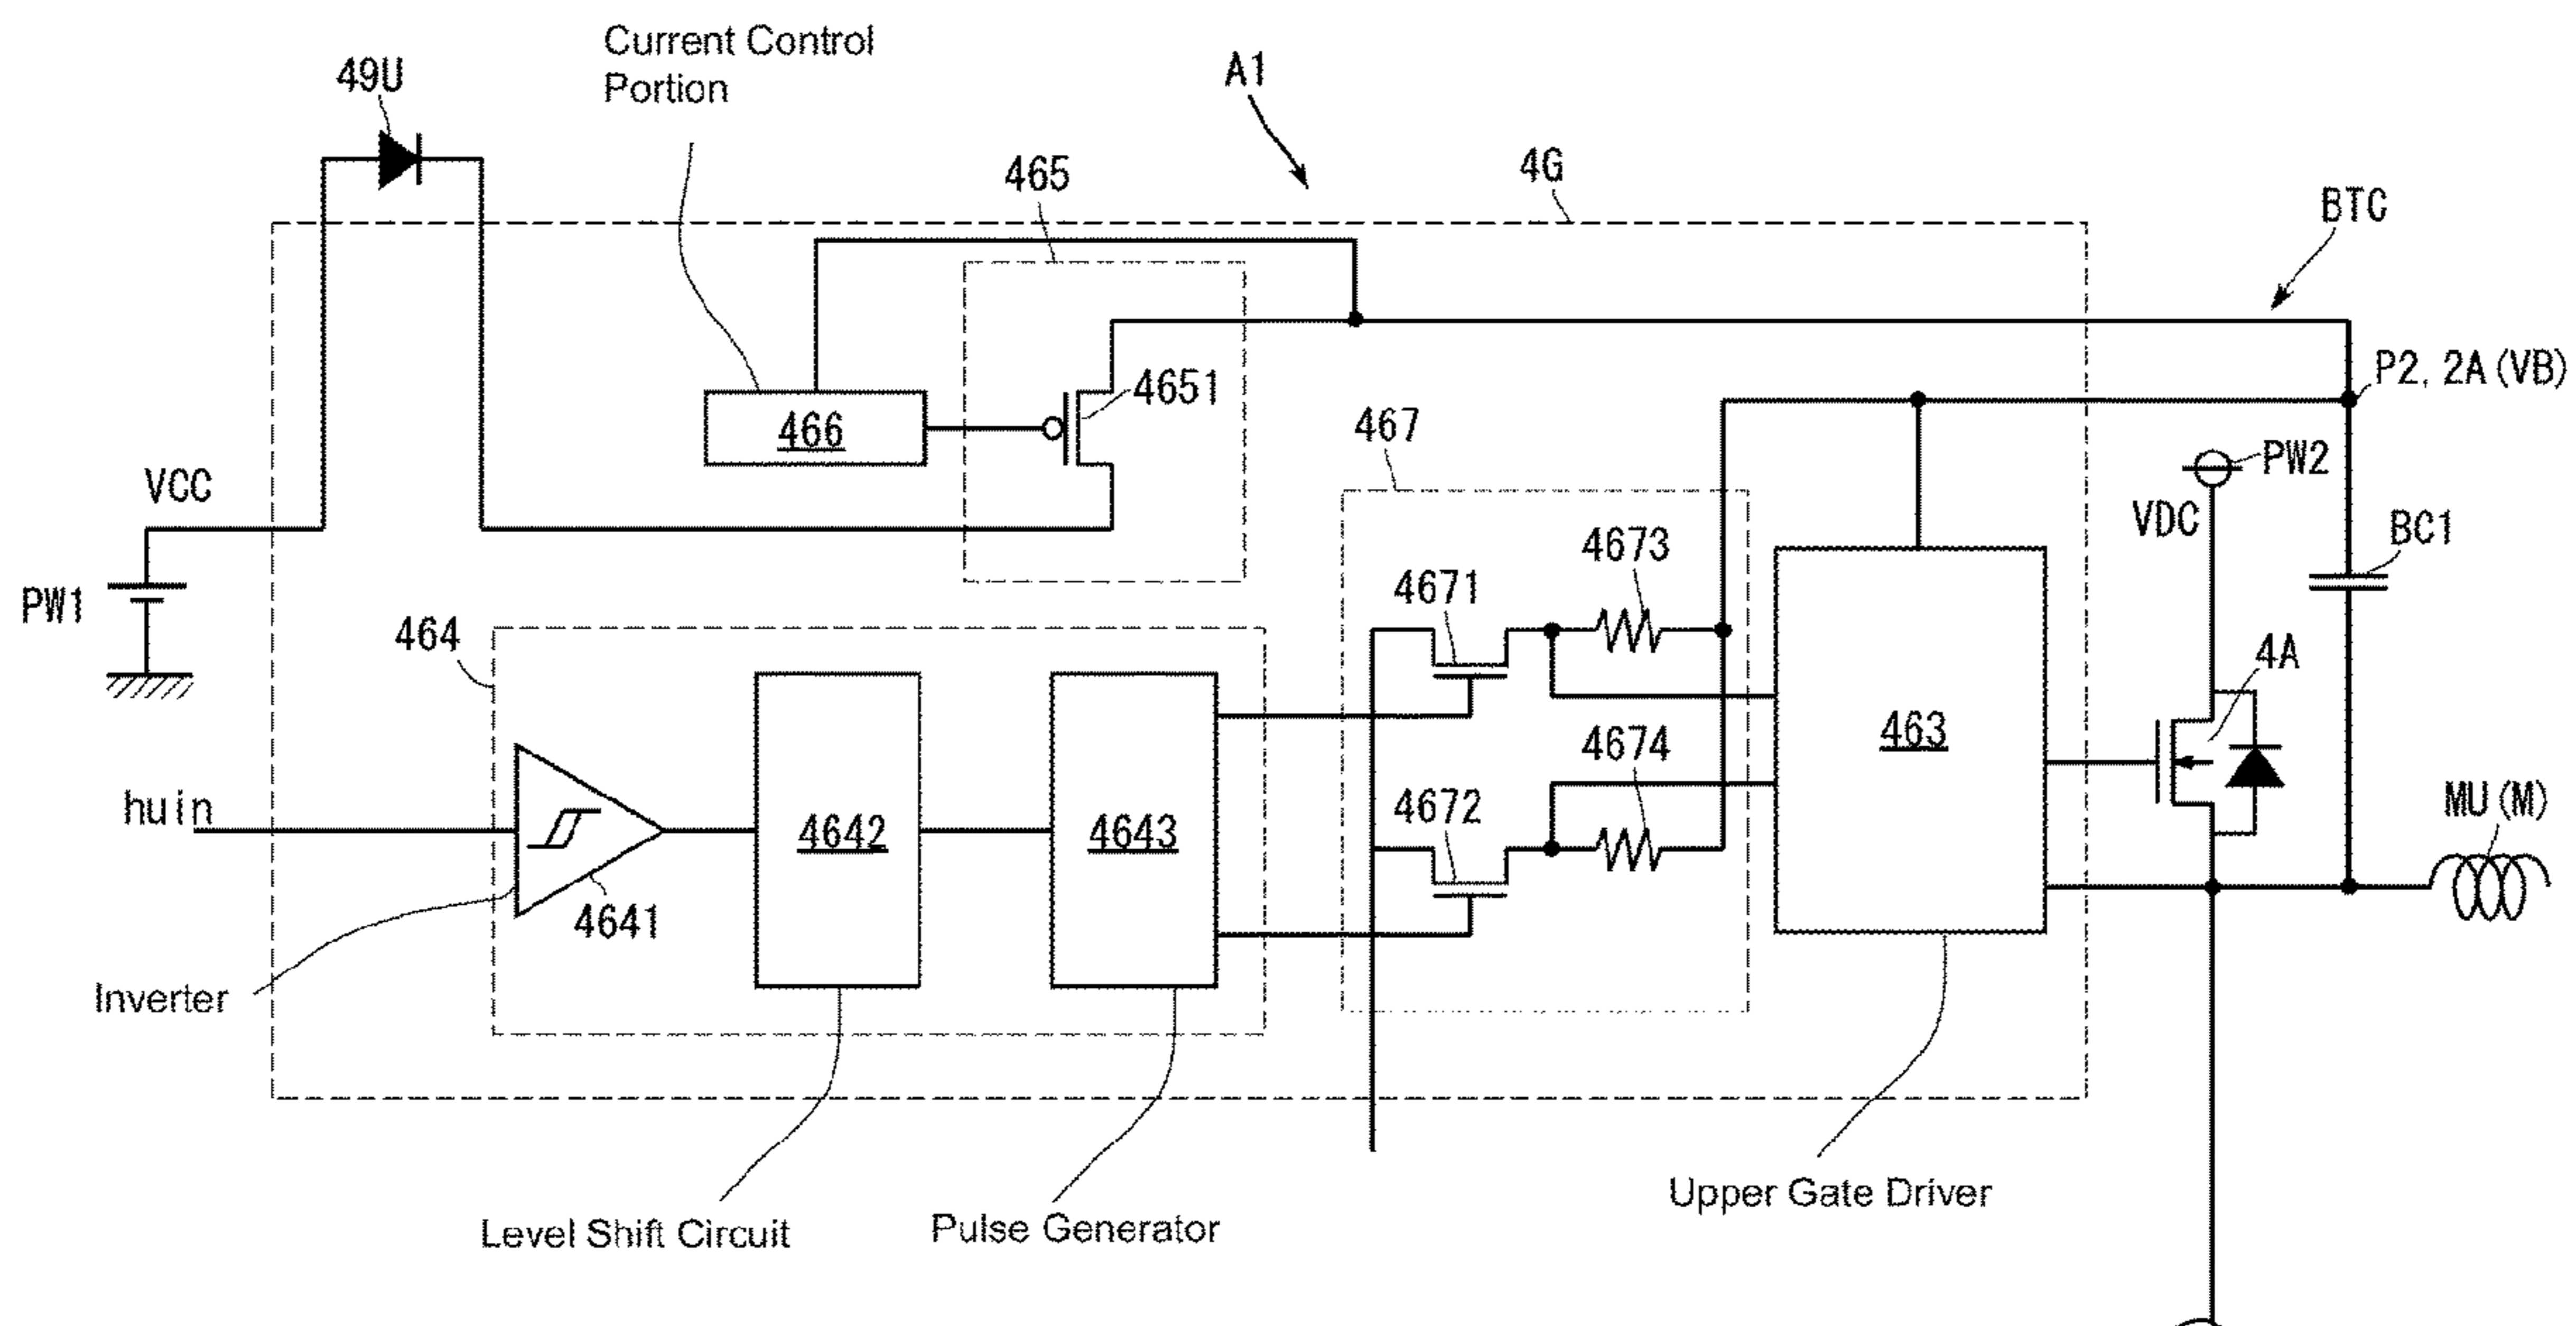 Current Control
Portion
49U
A1
465
4G
BTC
4651
466
P2, 2A (VB)
467
PW2
VCC
VDC
BC1
4673
4671
PW1
464
4A
463
4674
4672
MU (M)
huin
4642
4643
4641
Inverter
Upper Gate Driver
Level Shift Circuit
Pulse Generator